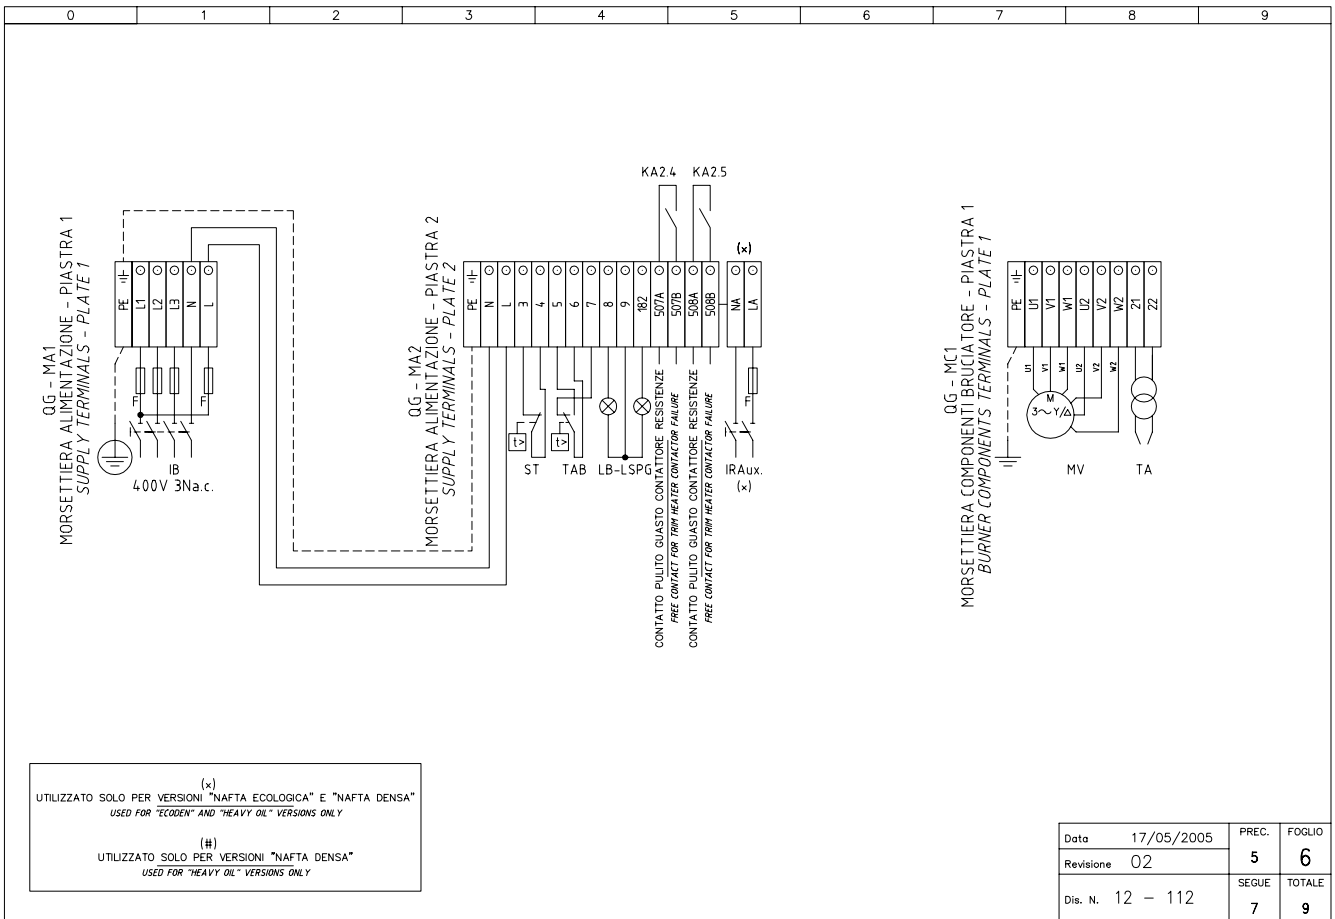 0 1 2 3 4 5 6 7 8 9
KA2.4 KA2.5
QG - MA1
MORSETTIERA ALIMENTAZIONE - PIASTRA 1
SUPPLY TERMINALS - PLATE 1
PE L1 L2 L3 N L
F F
IB
400V 3Na.c.
QG - MA2
MORSETTIERA ALIMENTAZIONE - PIASTRA 2
SUPPLY TERMINALS - PLATE 2
(x)
PE N L 3 4 5 6 7 8 9 182 507A 507B 508A 508B NA LA
t> t>
F
ST TAB LB-LSPG
CONTATTO PULITO GUASTO CONTATTORE RESISTENZE
FREE CONTACT FOR TRIM HEATER CONTACTOR FAILURE
CONTATTO PULITO GUASTO CONTATTORE RESISTENZE
FREE CONTACT FOR TRIM HEATER CONTACTOR FAILURE
IRAux.
(x)
QG - MC1
MORSETTIERA COMPONENTI BRUCIATORE - PIASTRA 1
BURNER COMPONENTS TERMINALS - PLATE 1
PE U1 V1 W1 U2 V2 W2 21 22
U1 V1 W1 U2 V2 W2
M
3~Y/Δ
MV TA
(x)
UTILIZZATO SOLO PER VERSIONI "NAFTA ECOLOGICA" E "NAFTA DENSA"
USED FOR "ECODEN" AND "HEAVY OIL" VERSIONS ONLY
(#)
UTILIZZATO SOLO PER VERSIONI "NAFTA DENSA"
USED FOR "HEAVY OIL" VERSIONS ONLY
Data 17/05/2005
Revisione 02
Dis. N. 12 - 112
PREC. FOGLIO
5 6
SEGUE TOTALE
7 9